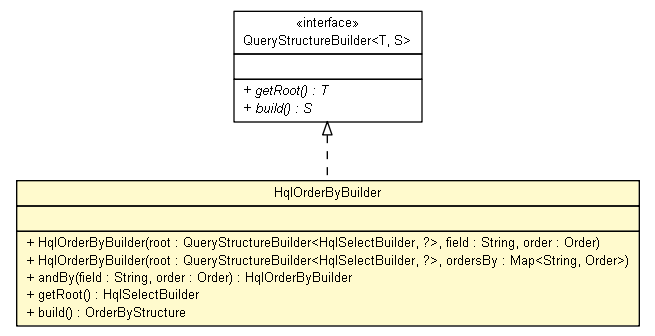 «interface»
QueryStructureBuilder<T, S>
+ getRoot() : T
+ build() : S
HqlOrderByBuilder
+ HqlOrderByBuilder(root : QueryStructureBuilder<HqlSelectBuilder, ?>, field : String, order : Order)
+ HqlOrderByBuilder(root : QueryStructureBuilder<HqlSelectBuilder, ?>, ordersBy : Map<String, Order>)
+ andBy(field : String, order : Order) : HqlOrderByBuilder
+ getRoot() : HqlSelectBuilder
+ build() : OrderByStructure